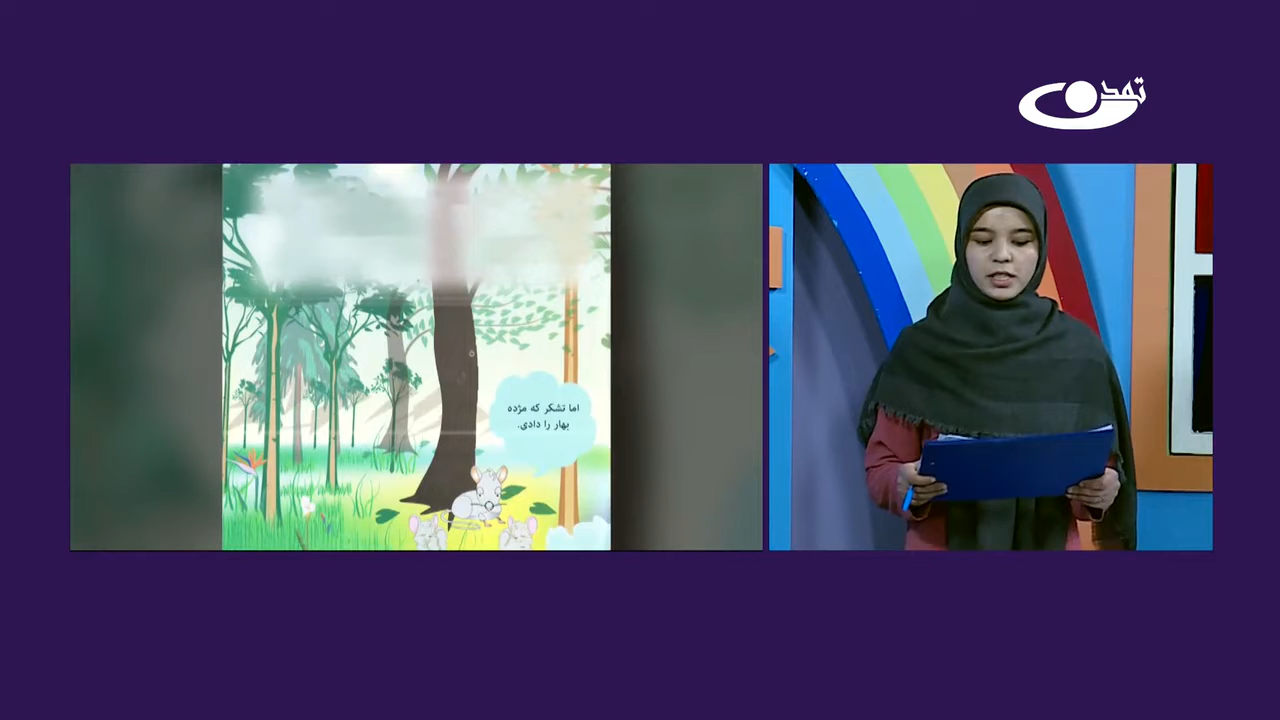 تمدن
اما تشکر که مژده
بهار را دادی.